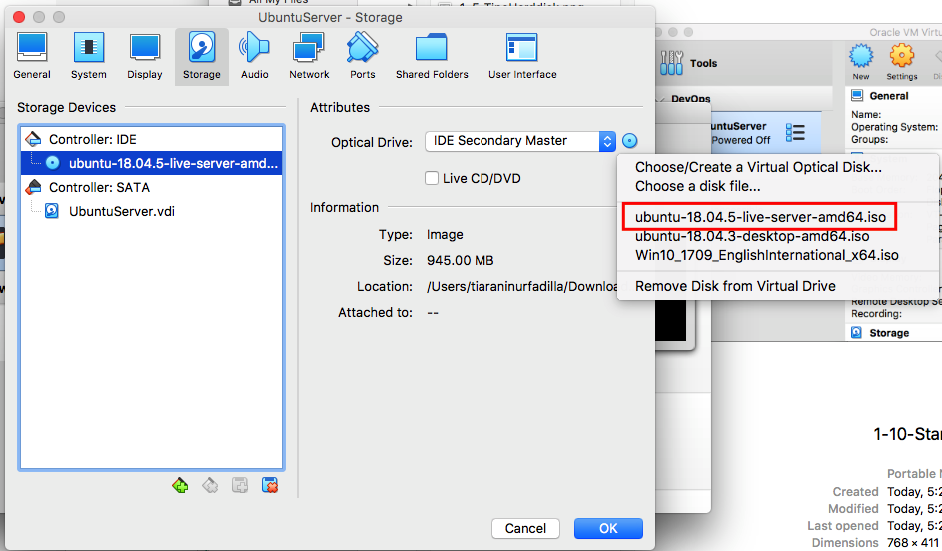 All My Files
UbuntuServer - Storage
General
System
Display
Storage
Audio
Network
Ports
Shared Folders
User Interface
Storage Devices
Controller: IDE
ubuntu-18.04.5-live-server-amd...
Controller: SATA
UbuntuServer.vdi
Attributes
Optical Drive:
IDE Secondary Master
Live CD/DVD
Information
Type: Image
Size: 945.00 MB
Location: /Users/tiaraninurfadilla/Downloa
Attached to: --
Cancel
OK
Choose/Create a Virtual Optical Disk...
Choose a disk file...
ubuntu-18.04.5-live-server-amd64.iso
ubuntu-18.04.3-desktop-amd64.iso
Win10_1709_EnglishInternational_x64.iso
Remove Disk from Virtual Drive
Oracle VM Virtu
Tools
New
Settings
DevOps
untuServer
Powered Off
General
Name:
Operating System:
Groups:
Remote Desktop Se
Recording:
Storage
1-10-Star
Portable N
Created Today, 5:2
Modified Today, 5:2
Last opened Today, 5:2
Dimensions 768 × 411